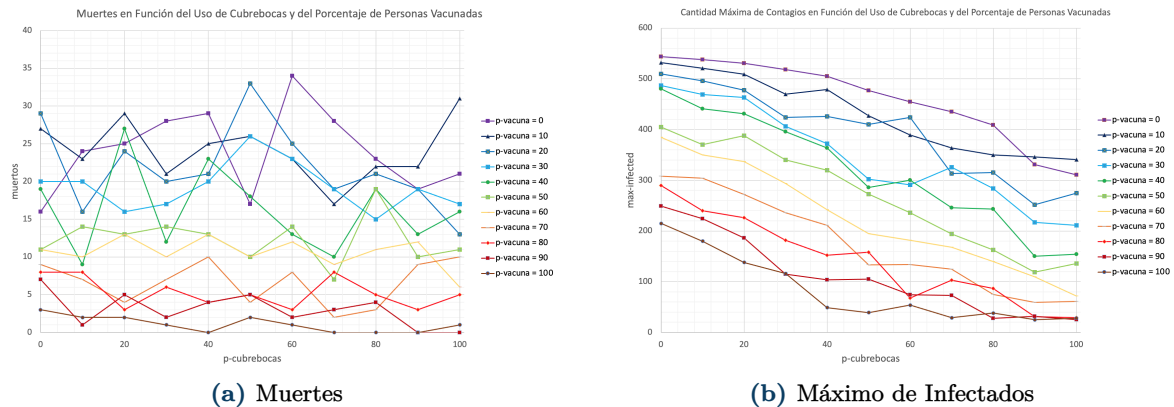 Muertes en Función del Uso de Cubrebocas y del Porcentaje de Personas Vacunadas
40
35
30
25
20
15
10
5
0
muertos
0
20
40
60
80
100
p-cubrebocas
p-vacuna = 0
p-vacuna = 10
p-vacuna = 20
p-vacuna = 30
p-vacuna = 40
p-vacuna = 50
p-vacuna = 60
p-vacuna = 70
p-vacuna = 80
p-vacuna = 90
p-vacuna = 100
(a) Muertes
Cantidad Máxima de Contagios en Función del Uso de Cubrebocas y del Porcentaje de Personas Vacunadas
600
500
400
300
200
100
0
max-infected
0
20
40
60
80
100
p-cubrebocas
p-vacuna = 0
p-vacuna = 10
p-vacuna = 20
p-vacuna = 30
p-vacuna = 40
p-vacuna = 50
p-vacuna = 60
p-vacuna = 70
p-vacuna = 80
p-vacuna = 90
p-vacuna = 100
(b) Máximo de Infectados